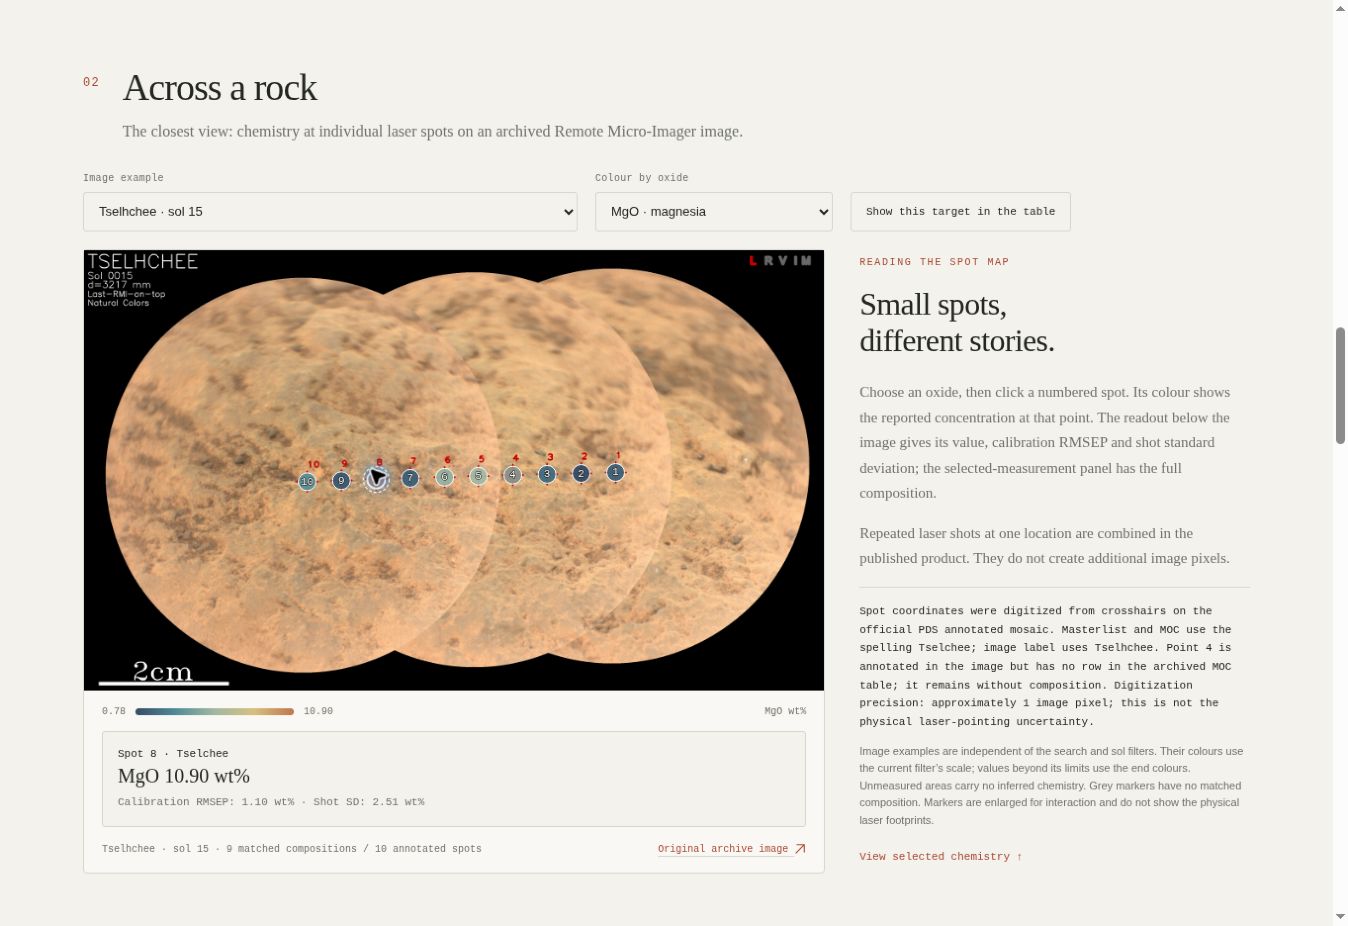 02
Across a rock
The closest view: chemistry at individual laser spots on an archived Remote Micro-Imager image.
Image example
Colour by oxide
Tselhchee · sol 15
MgO · magnesia
Show this target in the table
TSELHCHEE
Sol 0015
d=3217 mm
Last-RMI-on-top
Natural Colors
L R V I M
10 9 8 7 6 5 4 3 2 1
10 9 7 6 5 4 3 2 1
2cm
0.78
10.90
MgO wt%
Spot 8 · Tselchee
MgO 10.90 wt%
Calibration RMSEP: 1.10 wt% · Shot SD: 2.51 wt%
Tselhchee · sol 15 · 9 matched compositions / 10 annotated spots
Original archive image
READING THE SPOT MAP
Small spots,
different stories.
Choose an oxide, then click a numbered spot. Its colour shows
the reported concentration at that point. The readout below the
image gives its value, calibration RMSEP and shot standard
deviation; the selected-measurement panel has the full
composition.
Repeated laser shots at one location are combined in the
published product. They do not create additional image pixels.
Spot coordinates were digitized from crosshairs on the
official PDS annotated mosaic. Masterlist and MOC use the
spelling Tselchee; image label uses Tselhchee. Point 4 is
annotated in the image but has no row in the archived MOC
table; it remains without composition. Digitization
precision: approximately 1 image pixel; this is not the
physical laser-pointing uncertainty.
Image examples are independent of the search and sol filters. Their colours use
the current filter's scale; values beyond its limits use the end colours.
Unmeasured areas carry no inferred chemistry. Grey markers have no matched
composition. Markers are enlarged for interaction and do not show the physical
laser footprints.
View selected chemistry ↑